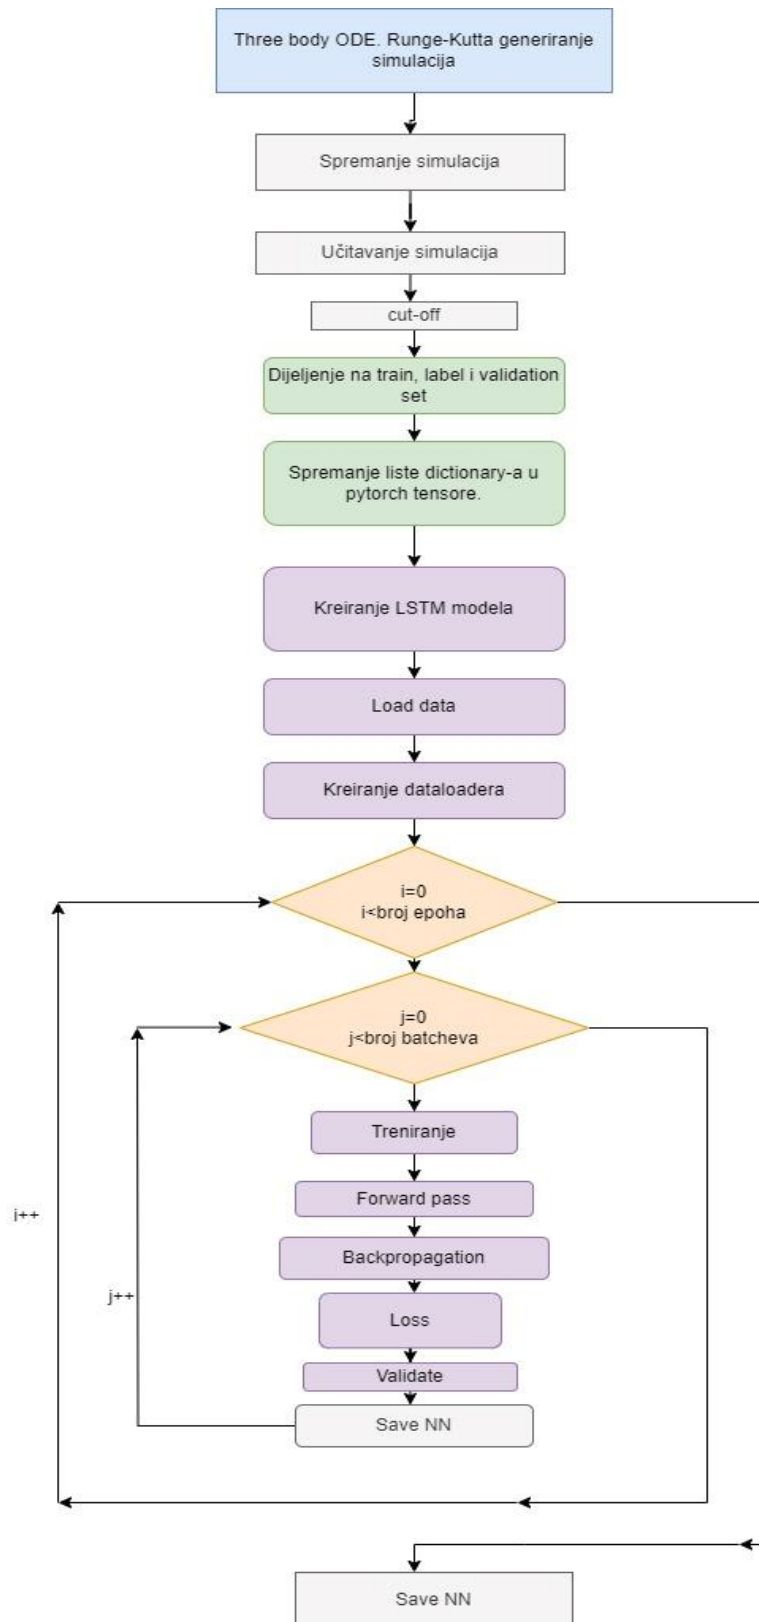 Three body ODE. Runge-Kutta generiranje
simulacija
Spremanje simulacija
Učitavanje simulacija
cut-off
Dijeljenje na train, label i validation
set
Spremanje liste dictionary-a u
pytorch tensore.
Kreiranje LSTM modela
Load data
Kreiranje dataloadera
i=0
i<broj epoha
j=0
j<broj batcheva
Treniranje
Forward pass
i++
Backpropagation
j++
Loss
Validate
Save NN
Save NN